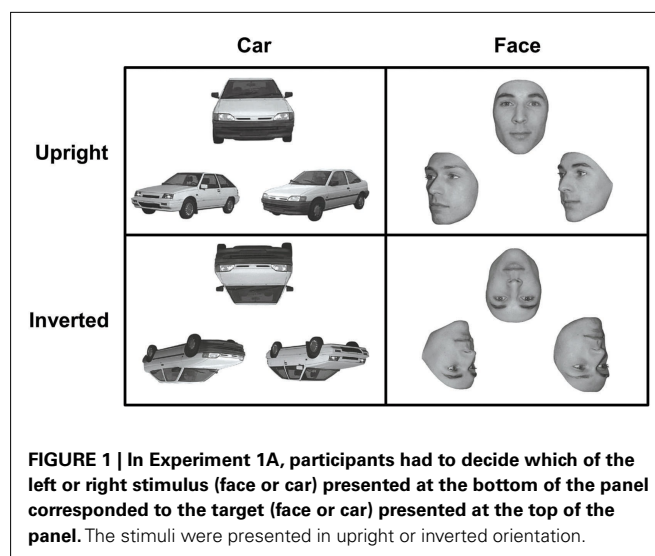 Car Face
Upright
Inverted
FIGURE 1 | In Experiment 1A, participants had to decide which of the
left or right stimulus (face or car) presented at the bottom of the panel
corresponded to the target (face or car) presented at the top of the
panel. The stimuli were presented in upright or inverted orientation.